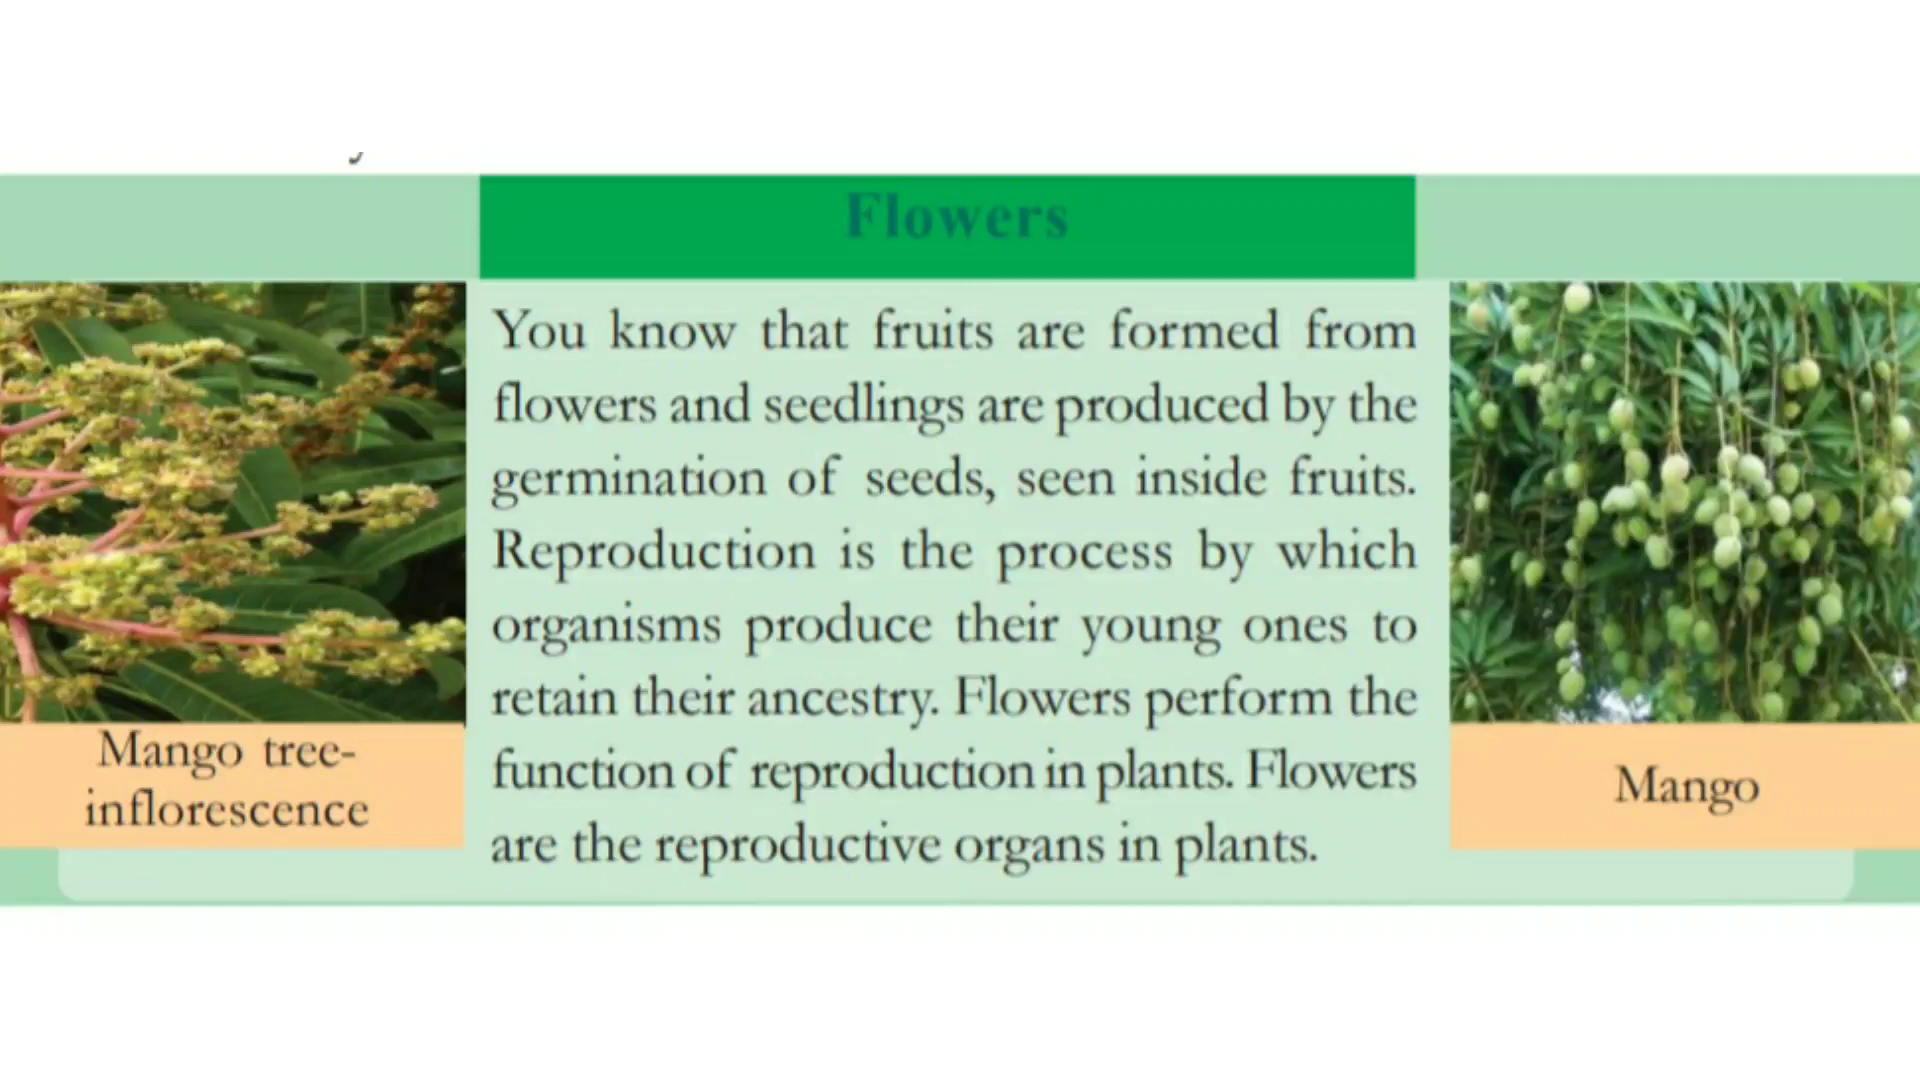 Flowers
You know that fruits are formed from
flowers and seedlings are produced by the
germination of seeds, seen inside fruits.
Reproduction is the process by which
organisms produce their young ones to
retain their ancestry. Flowers perform the
function of reproduction in plants. Flowers
are the reproductive organs in plants.
Mango tree-
inflorescence
Mango